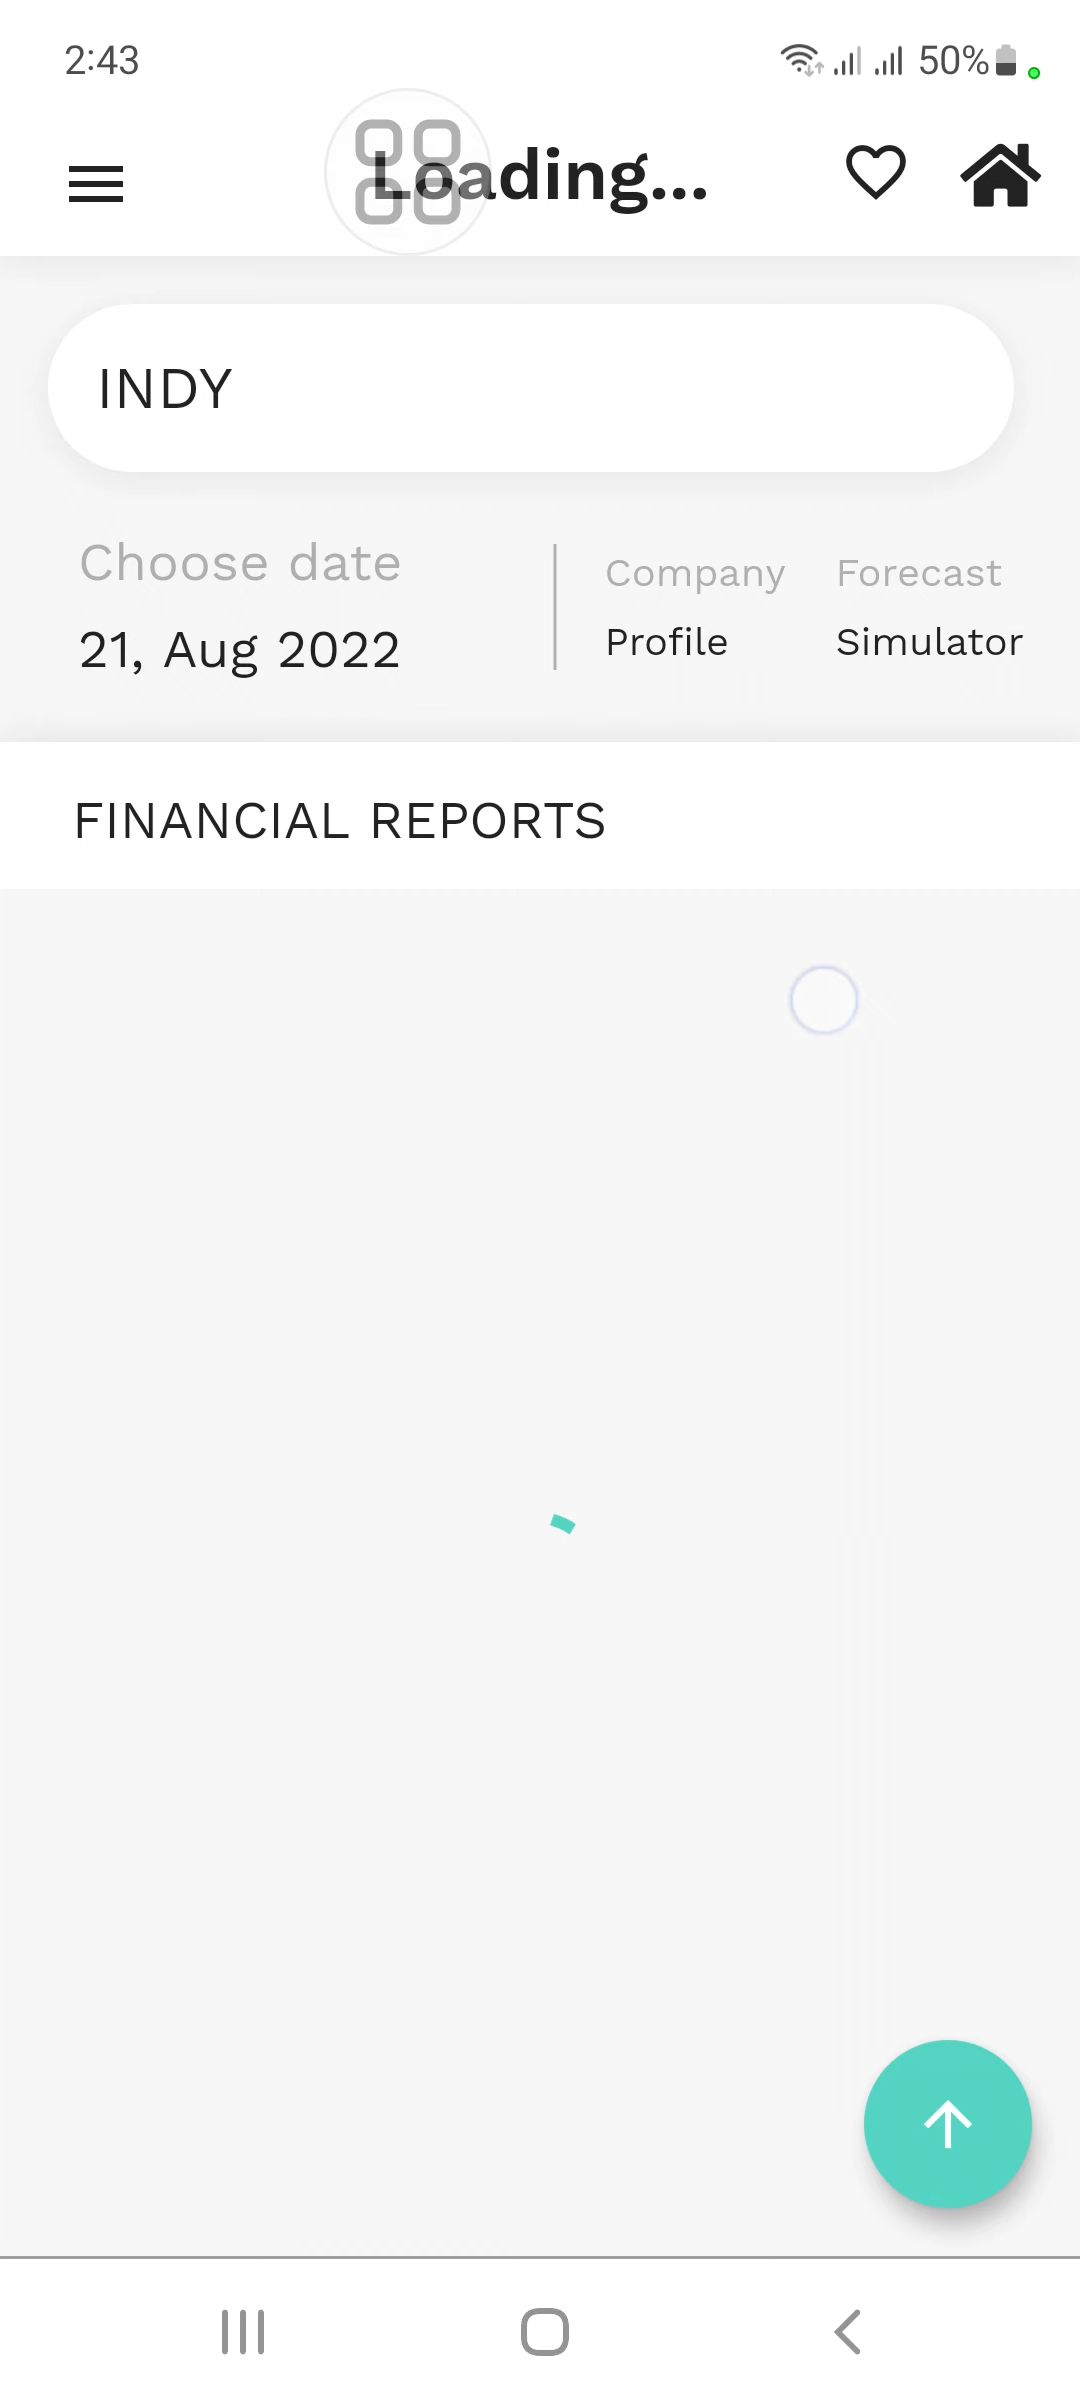 2:43
50%
Loading...
INDY
Choose date
21, Aug 2022
Company
Profile
Forecast
Simulator
FINANCIAL REPORTS